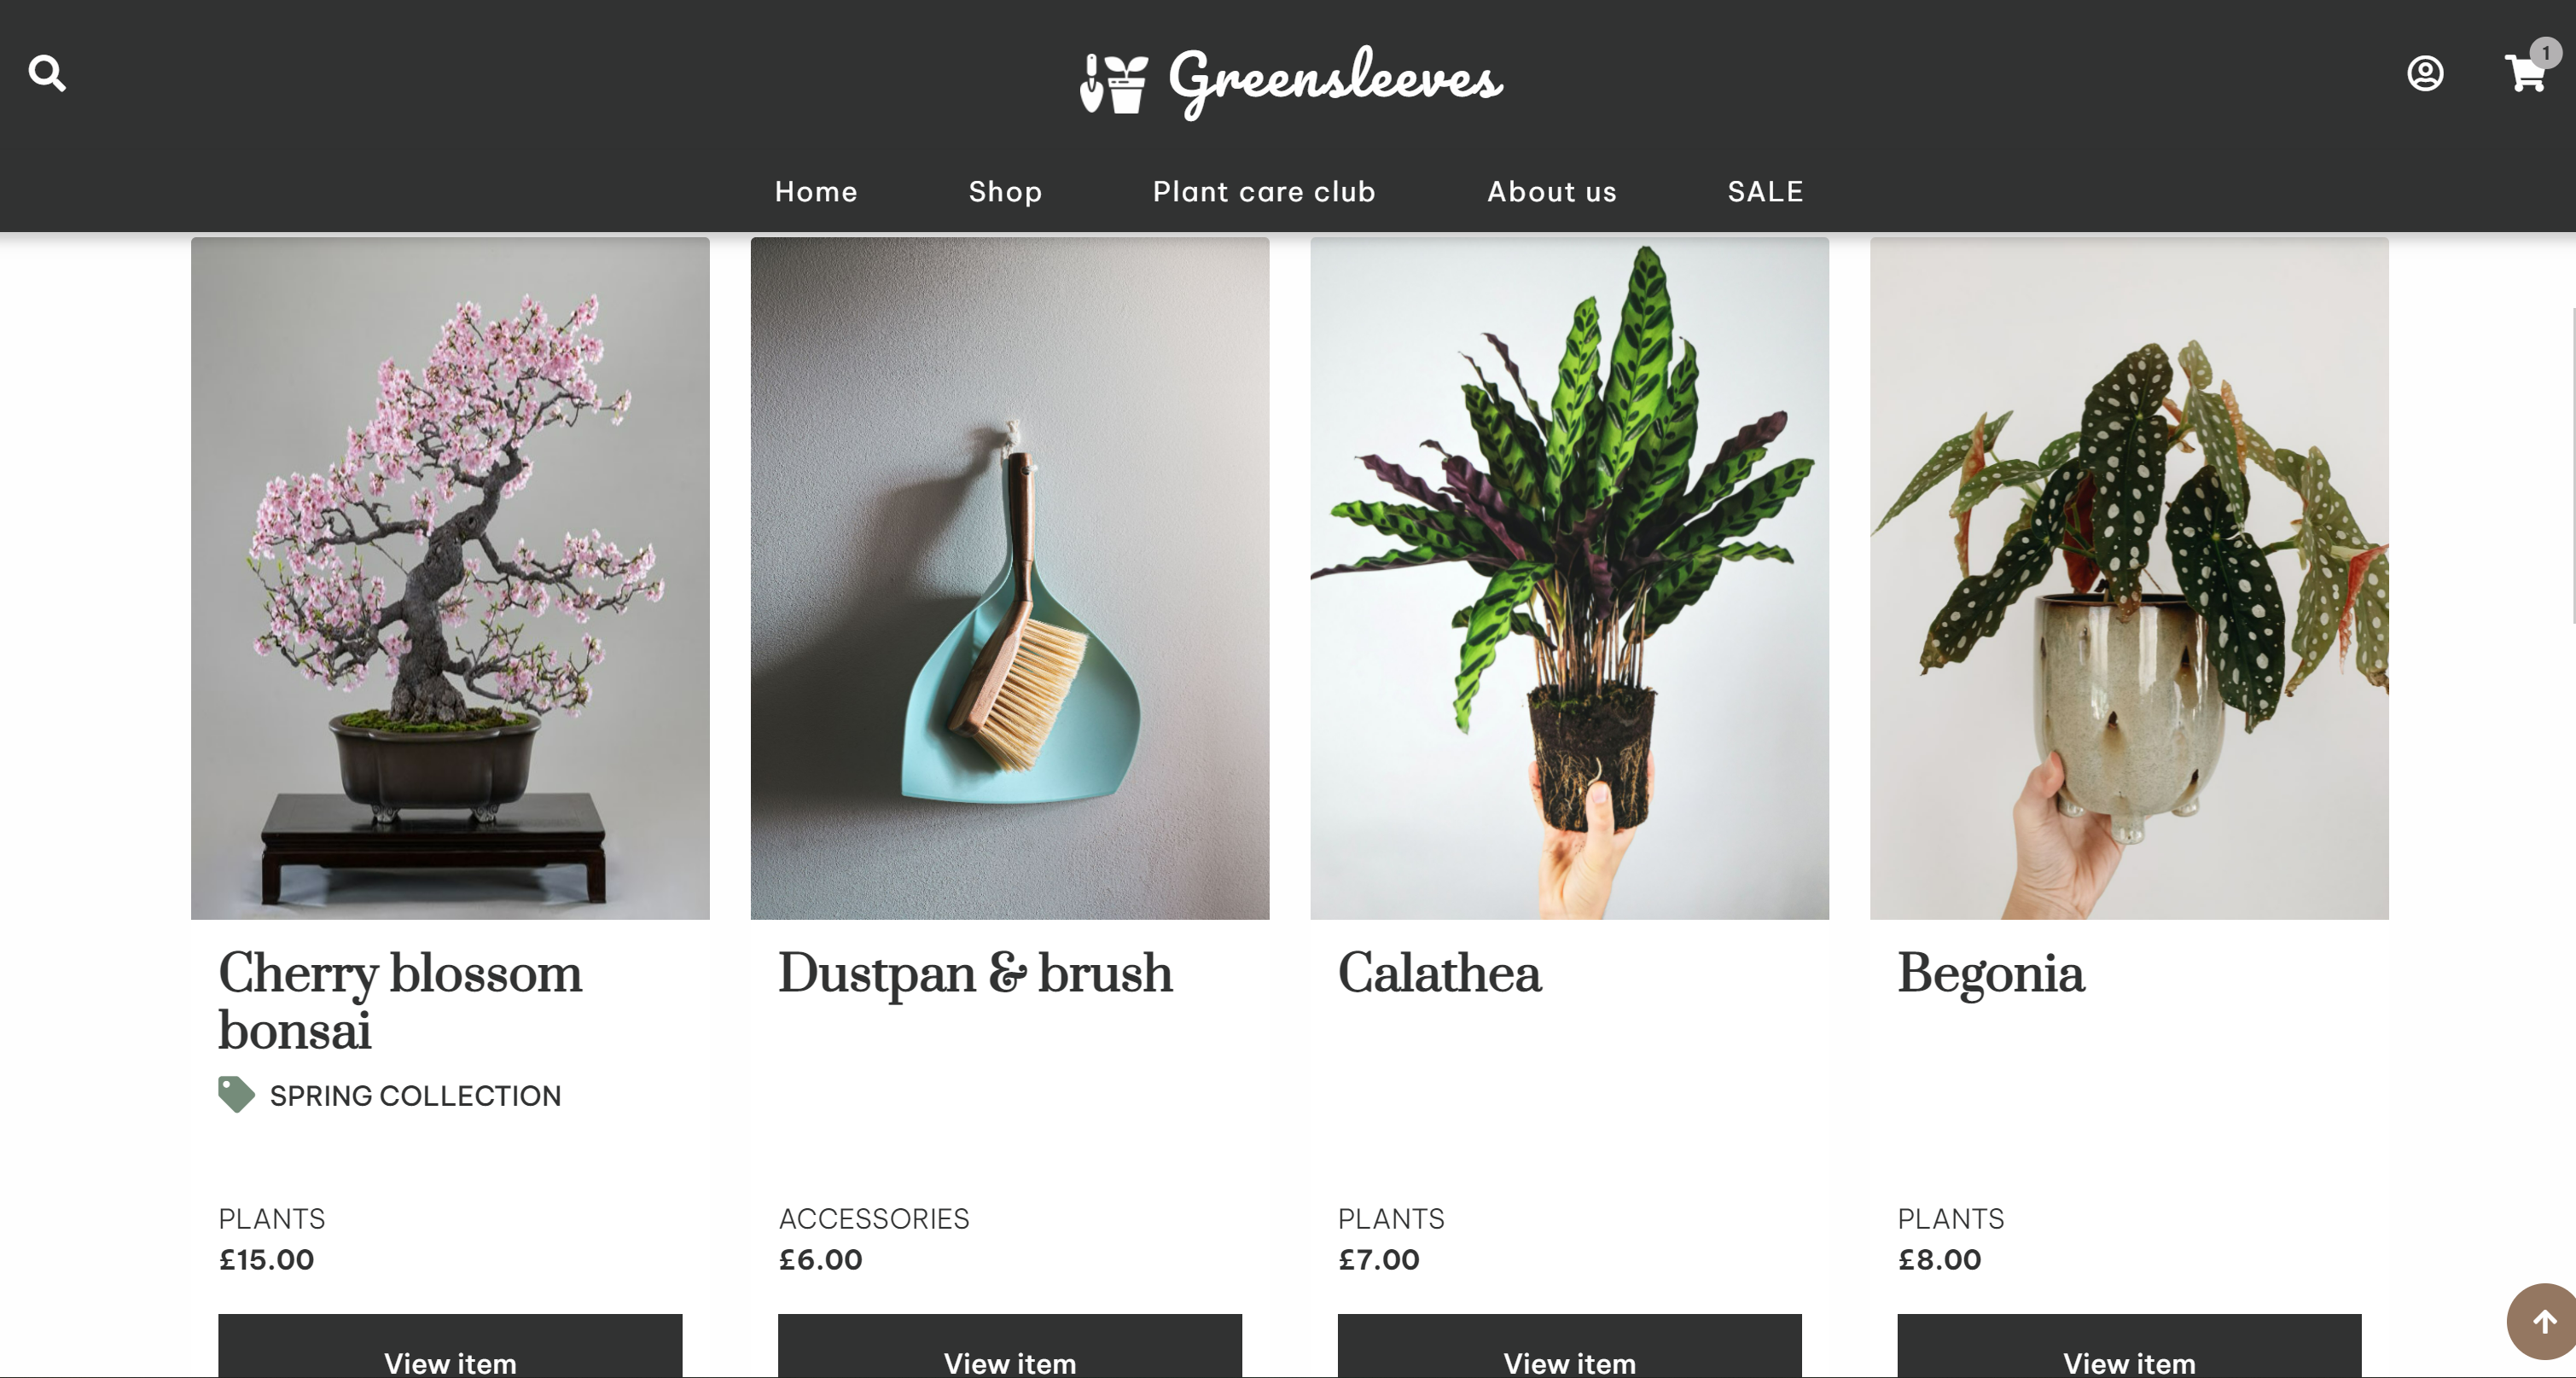 1
Greensleeves
Home Shop Plant care club About us SALE
Cherry blossom
bonsai
SPRING COLLECTION
PLANTS
£15.00
View item
Dustpan & brush
ACCESSORIES
£6.00
View item
Calathea
PLANTS
£7.00
View item
Begonia
PLANTS
£8.00
View item